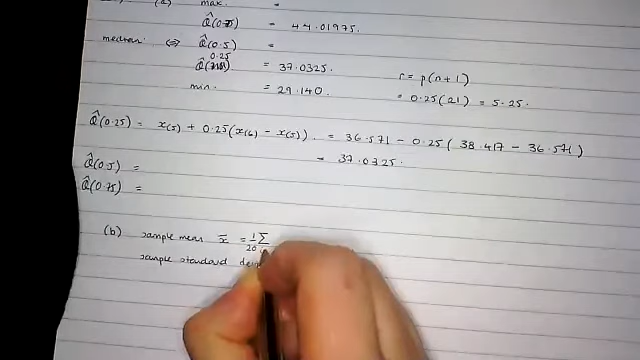 (a) max. =
Q̂(0.75) = 44.01975.
median ⇔ Q̂(0.5) =
Q̂(0.25) = 37.0325.
min. = 29.140.
r = p(n+1)
= 0.25(21) = 5.25.
Q̂(0.25) = x(5) + 0.25(x(6) - x(5)). = 36.571 - 0.25(38.417 - 36.571)
= 37.0325.
Q̂(0.5) =
Q̂(0.75) =
(b) sample mean x̄ = 1/20 Σ
sample standard dev